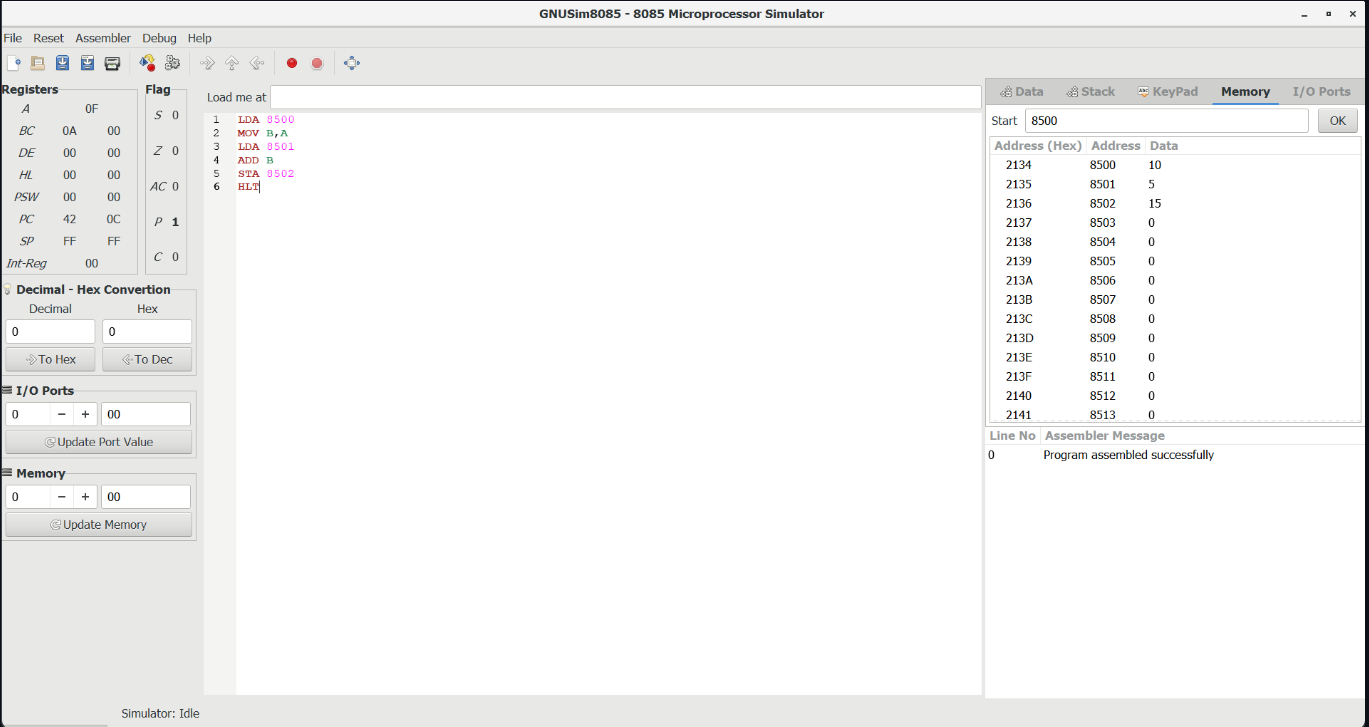 GNUSim8085 - 8085 Microprocessor Simulator
File Reset Assembler Debug Help
Registers
A 0F
BC 0A 00
DE 00 00
HL 00 00
PSW 00 00
PC 42 0C
SP FF FF
Int-Reg 00
Flag
S 0
Z 0
AC 0
P 1
C 0
Decimal - Hex Convertion
Decimal Hex
0 0
To Hex To Dec
I/O Ports
0 - + 00
Update Port Value
Memory
0 - + 00
Update Memory
Load me at
1 LDA 8500
2 MOV B,A
3 LDA 8501
4 ADD B
5 STA 8502
6 HLT
Data Stack KeyPad Memory I/O Ports
Start 8500 OK
Address (Hex) Address Data
2134 8500 10
2135 8501 5
2136 8502 15
2137 8503 0
2138 8504 0
2139 8505 0
213A 8506 0
213B 8507 0
213C 8508 0
213D 8509 0
213E 8510 0
213F 8511 0
2140 8512 0
2141 8513 0
Line No Assembler Message
0 Program assembled successfully
Simulator: Idle